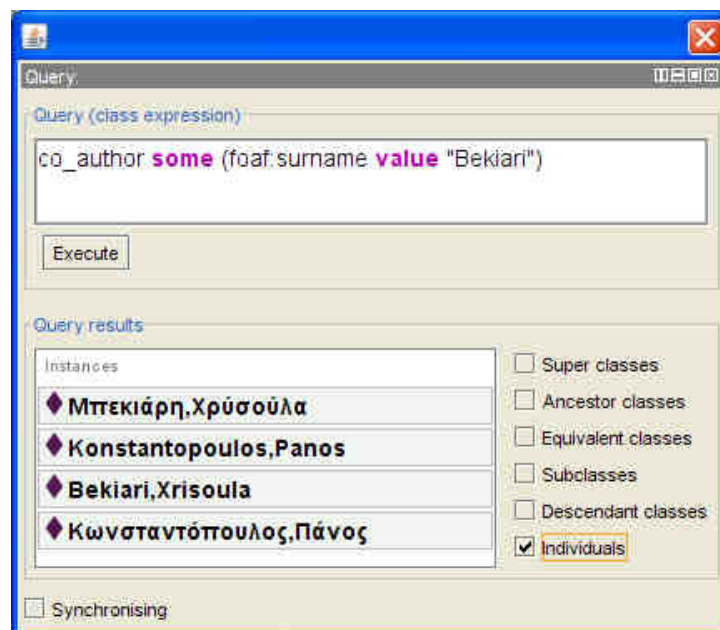 Query:
Query (class expression)
co_author some (foaf:surname value "Bekiari")
Execute
Query results
Instances
Μπεκιάρη,Χρύσούλα
Konstantopoulos,Panos
Bekiari,Xrisoula
Κωνσταντόπουλος,Πάνος
Super classes
Ancestor classes
Equivalent classes
Subclasses
Descendant classes
Individuals
Synchronising